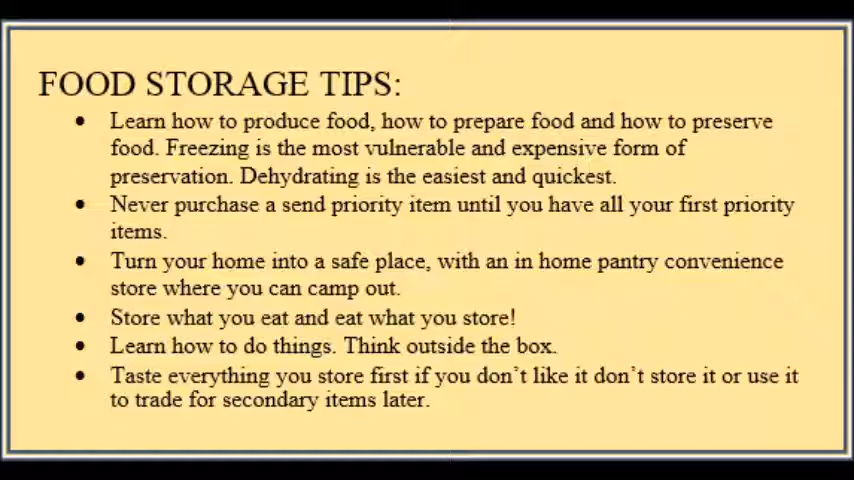 FOOD STORAGE TIPS:
• Learn how to produce food, how to prepare food and how to preserve
food. Freezing is the most vulnerable and expensive form of
preservation. Dehydrating is the easiest and quickest.
• Never purchase a send priority item until you have all your first priority
items.
• Turn your home into a safe place, with an in home pantry convenience
store where you can camp out.
• Store what you eat and eat what you store!
• Learn how to do things. Think outside the box.
• Taste everything you store first if you don’t like it don’t store it or use it
to trade for secondary items later.